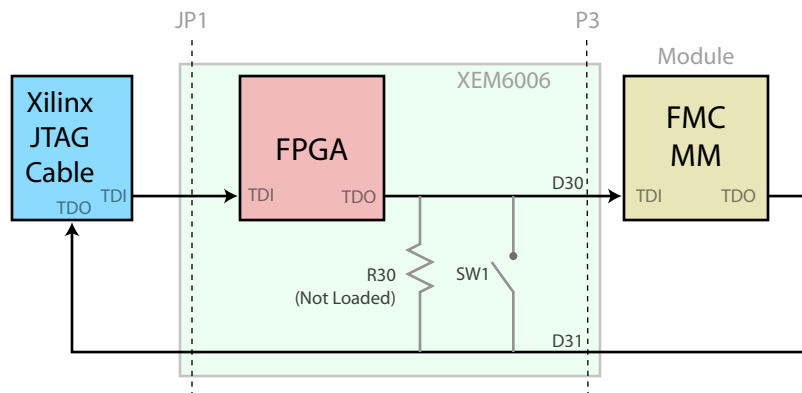 JP1
P3
Module
XEM6006
Xilinx
JTAG
Cable
TDI
TDO
FPGA
TDI
TDO
D30
FMC
MM
TDI
TDO
R30
(Not Loaded)
SW1
D31